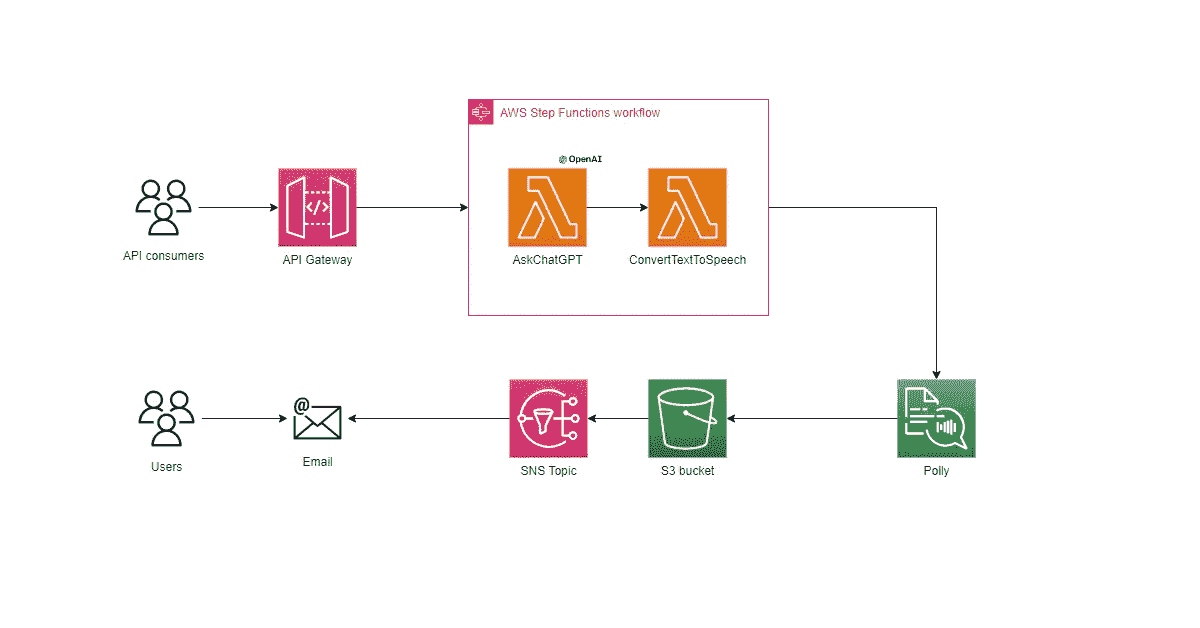 AWS Step Functions workflow
OpenAI
API consumers
API Gateway
</>
AskChatGPT
ConvertTextToSpeech
@
Users
Email
SNS Topic
S3 bucket
Polly